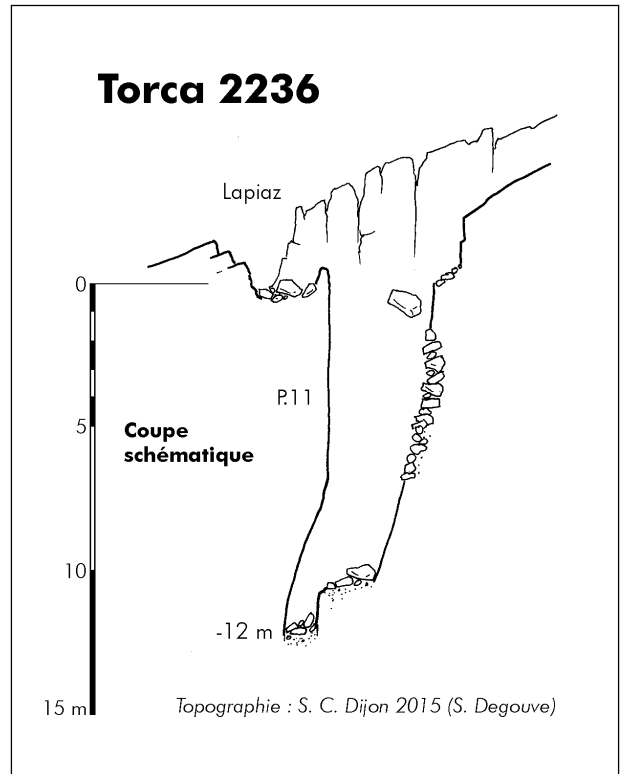 Torca 2236
Lapiaz
0
P.11
5
Coupe
schématique
10
-12 m
15 m
Topographie : S. C. Dijon 2015 (S. Degouve)